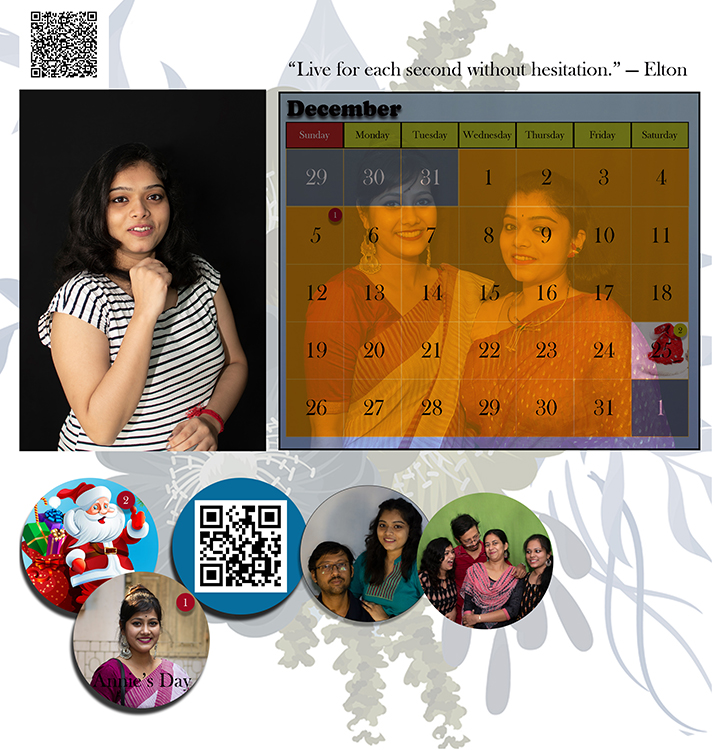 “Live for each second without hesitation.” — Elton
December
Sunday Monday Tuesday Wednesday Thursday Friday Saturday
29 30 31 1 2 3 4
5 1 6 7 8 9 10 11
12 13 14 15 16 17 18
19 20 21 22 23 24 25 2
26 27 28 29 30 31 1
2
1
Annie's Day